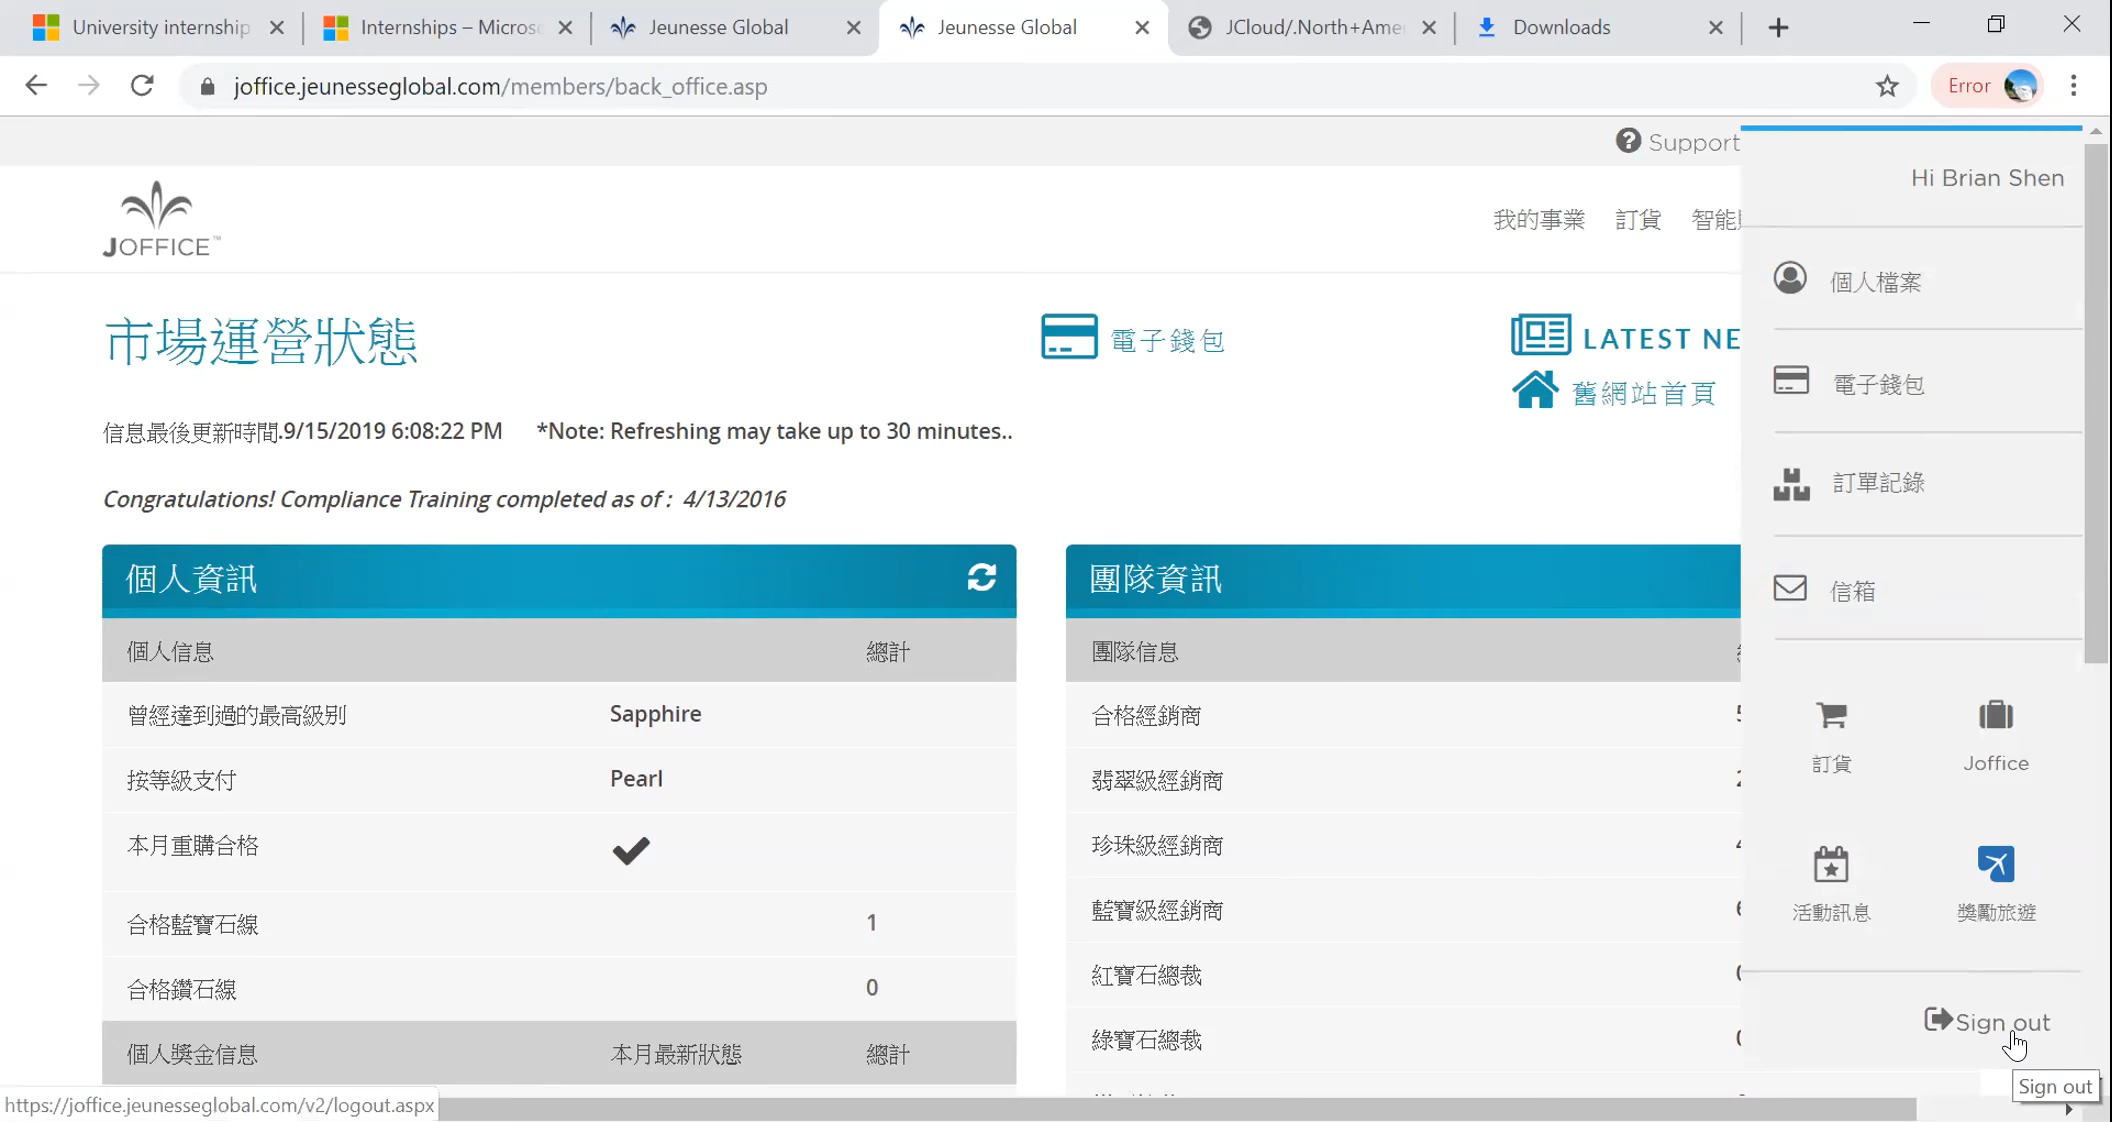 University internship
Internships – Microso
Jeunesse Global
Jeunesse Global
JCloud/.North+Amer
Downloads
joffice.jeunesseglobal.com/members/back_office.asp
Error
Support
Hi Brian Shen
JOFFICE™
我的事業 訂貨 智能
個人檔案
市場運營狀態
電子錢包
LATEST NE
舊網站首頁
電子錢包
信息最後更新時間.9/15/2019 6:08:22 PM *Note: Refreshing may take up to 30 minutes..
訂單記錄
Congratulations! Compliance Training completed as of : 4/13/2016
信箱
個人資訊
團隊資訊
個人信息 總計
團隊信息
曾經達到過的最高級別 Sapphire
合格經銷商
訂貨
Joffice
按等級支付 Pearl
翡翠級經銷商
本月重購合格
珍珠級經銷商
合格藍寶石線 1
藍寶級經銷商
活動訊息
獎勵旅遊
合格鑽石線 0
紅寶石總裁
Sign out
個人獎金信息 本月最新狀態 總計
綠寶石總裁
Sign out
https://joffice.jeunesseglobal.com/v2/logout.aspx